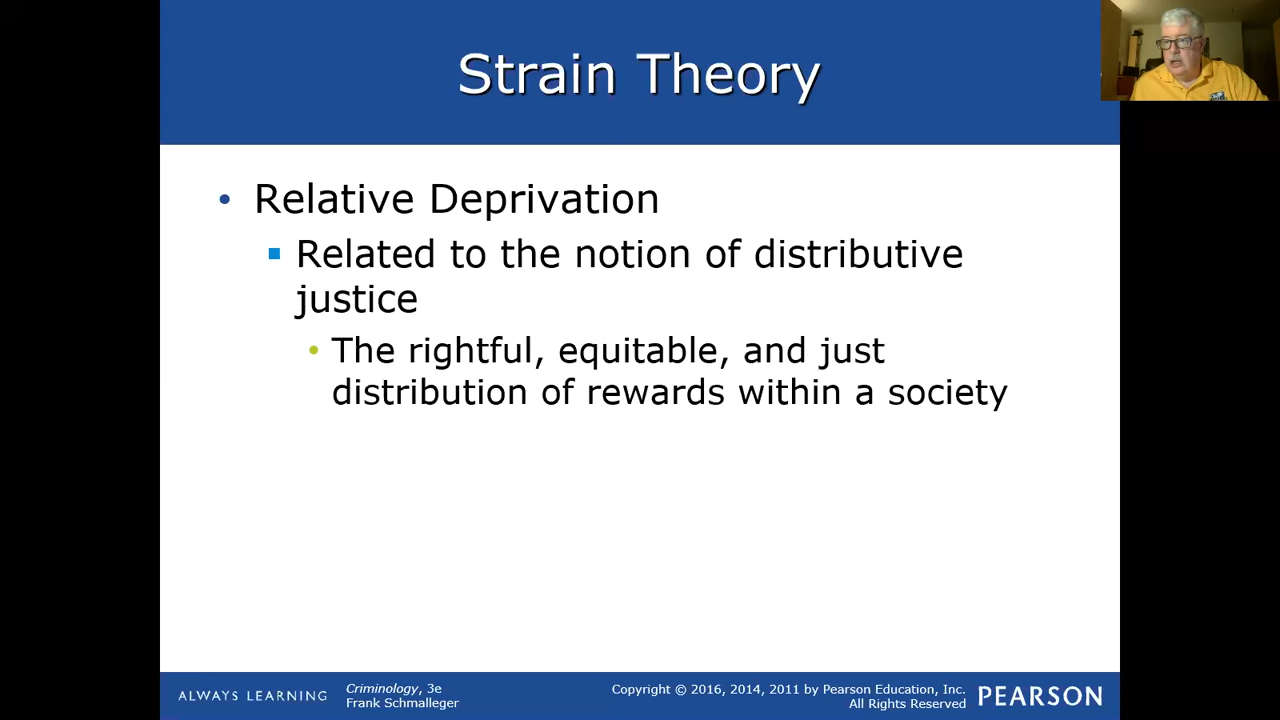 Strain Theory
• Relative Deprivation
▪ Related to the notion of distributive
justice
• The rightful, equitable, and just
distribution of rewards within a society
ALWAYS LEARNING
Criminology, 3e
Frank Schmalleger
Copyright © 2016, 2014, 2011 by Pearson Education, Inc.
All Rights Reserved
PEARSON